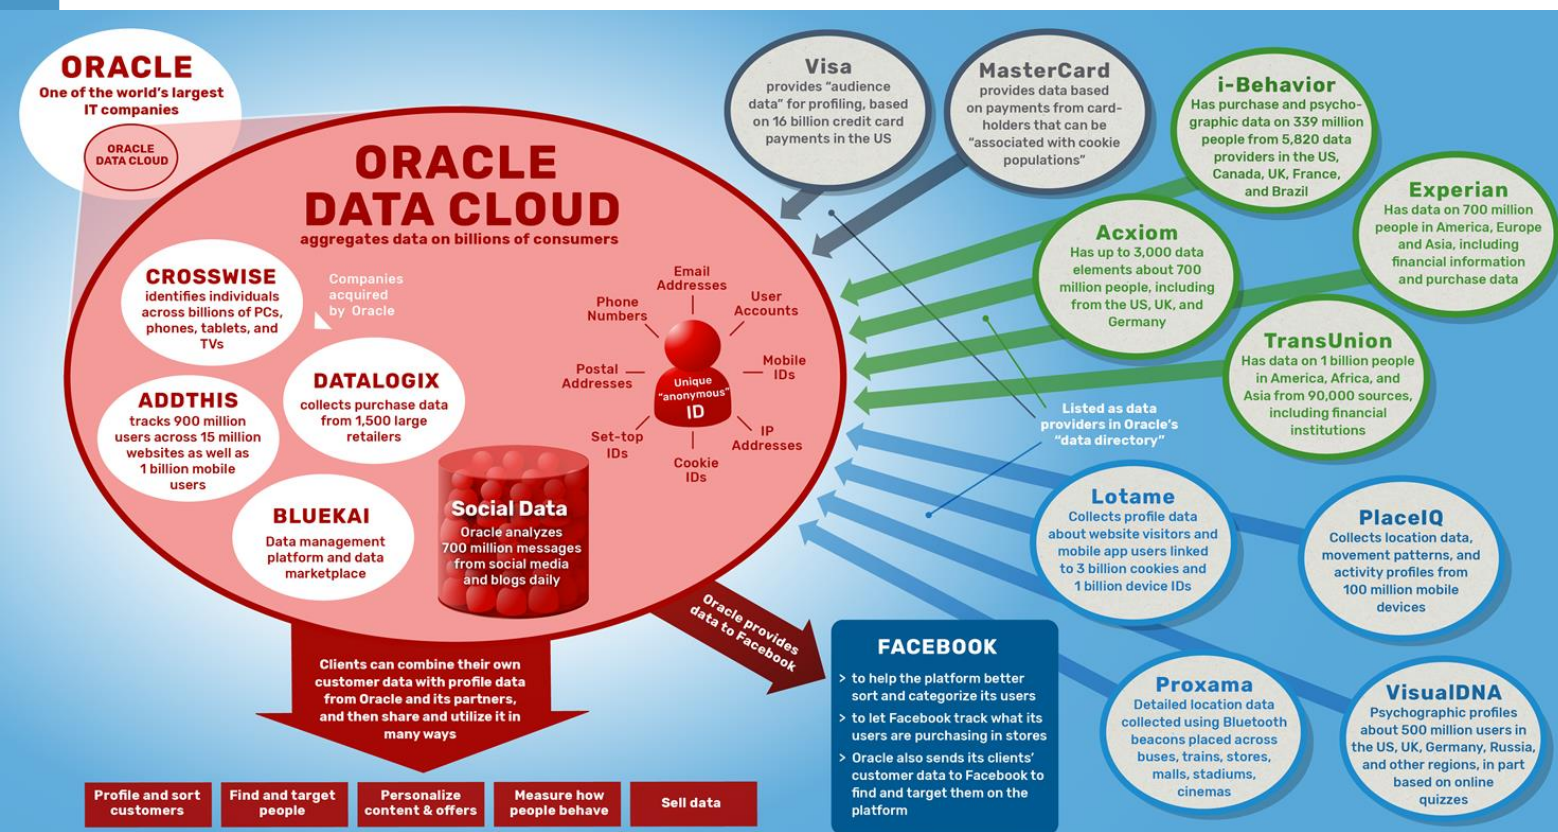 ORACLE
One of the world's largest
IT companies
ORACLE
DATA CLOUD
ORACLE
DATA CLOUD
aggregates data on billions of consumers
CROSSWISE
identifies individuals
across billions of PCs,
phones, tablets, and
TVs
Companies
acquired
by Oracle
DATALOGIX
collects purchase data
from 1,500 large
retailers
ADDTHIS
tracks 900 million
users across 15 million
websites as well as
1 billion mobile
users
BLUEKAI
Data management
platform and data
marketplace
Social Data
Oracle analyzes
700 million messages
from social media
and blogs daily
Email
Addresses
User
Accounts
Mobile
IDs
IP
Addresses
Cookie
IDs
Set-top
IDs
Postal
Addresses
Phone
Numbers
Unique
"anonymous"
ID
Visa
provides "audience
data" for profiling, based
on 16 billion credit card
payments in the US
MasterCard
provides data based
on payments from card-
holders that can be
"associated with cookie
populations"
i-Behavior
Has purchase and psycho-
graphic data on 339 million
people from 5,820 data
providers in the US,
Canada, UK, France,
and Brazil
Experian
Has data on 700 million
people in America, Europe
and Asia, including
financial information
and purchase data
Acxiom
Has up to 3,000 data
elements about 700
million people, including
from the US, UK, and
Germany
TransUnion
Has data on 1 billion people
in America, Africa, and
Asia from 90,000 sources,
including financial
institutions
Listed as data
providers in Oracle's
"data directory"
Lotame
Collects profile data
about website visitors and
mobile app users linked
to 3 billion cookies and
1 billion device IDs
PlaceIQ
Collects location data,
movement patterns, and
activity profiles from
100 million mobile
devices
Proxama
Detailed location data
collected using Bluetooth
beacons placed across
buses, trains, stores,
malls, stadiums,
cinemas
VisualDNA
Psychographic profiles
about 500 million users in
the US, UK, Germany, Russia,
and other regions, in part
based on online
quizzes
Oracle provides
data to Facebook
FACEBOOK
> to help the platform better
sort and categorize its users
> to let Facebook track what its
users are purchasing in stores
> Oracle also sends its clients'
customer data to Facebook to
find and target them on the
platform
Clients can combine their own
customer data with profile data
from Oracle and its partners,
and then share and utilize it in
many ways
Profile and sort
customers
Find and target
people
Personalize
content & offers
Measure how
people behave
Sell data